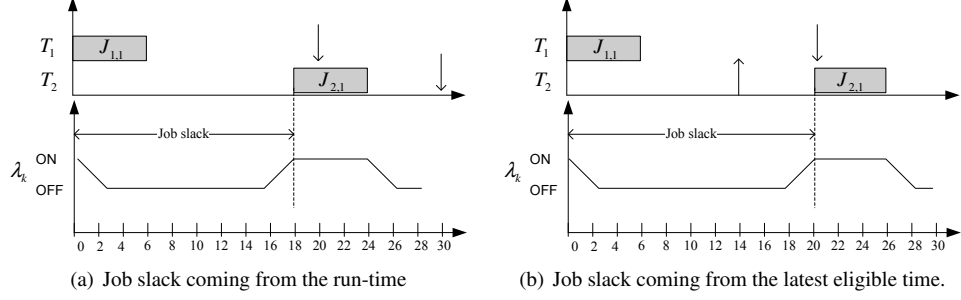 T1 J1,1
T2 J2,1
Job slack
ON
λk
OFF
0 2 4 6 8 10 12 14 16 18 20 22 24 26 28 30
(a) Job slack coming from the run-time
T1 J1,1
T2 J2,1
Job slack
ON
λk
OFF
0 2 4 6 8 10 12 14 16 18 20 22 24 26 28 30
(b) Job slack coming from the latest eligible time.